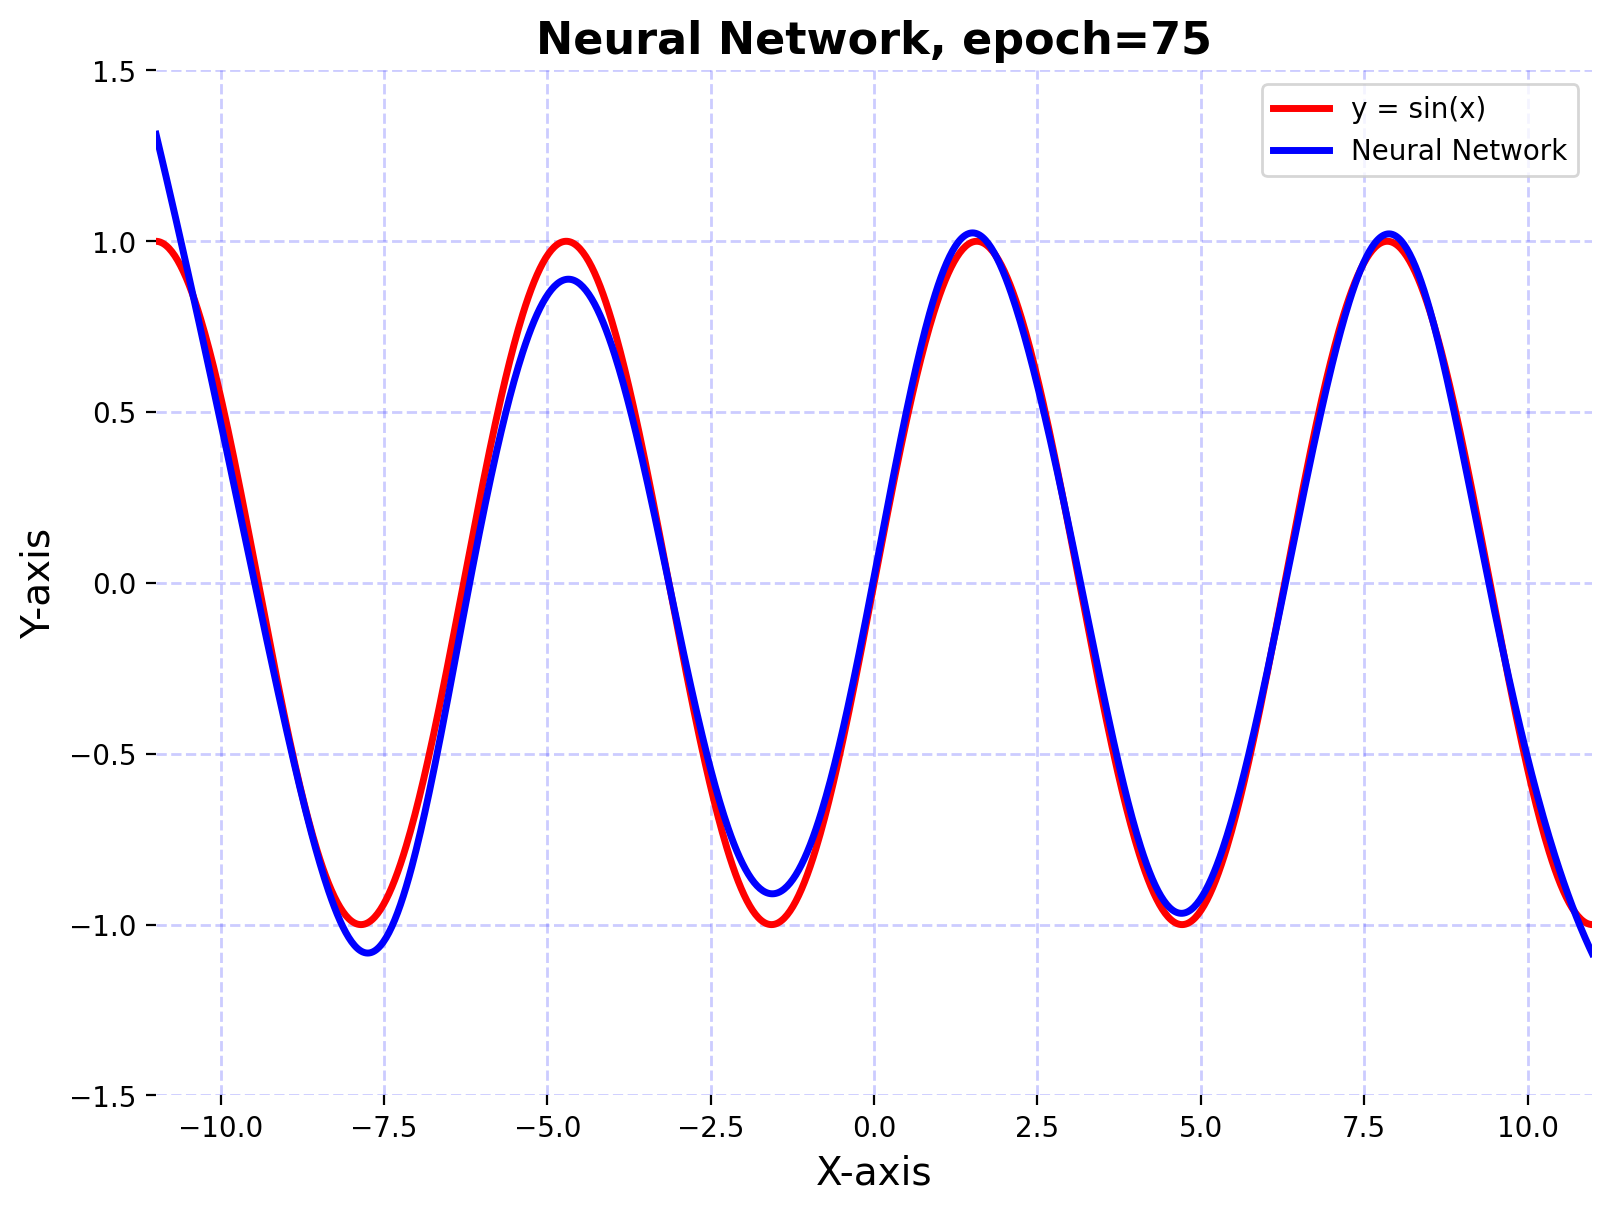 Neural Network, epoch=75
y = sin(x)
Neural Network
1.5
1.0
0.5
0.0
−0.5
−1.0
−1.5
Y-axis
−10.0 −7.5 −5.0 −2.5 0.0 2.5 5.0 7.5 10.0
X-axis